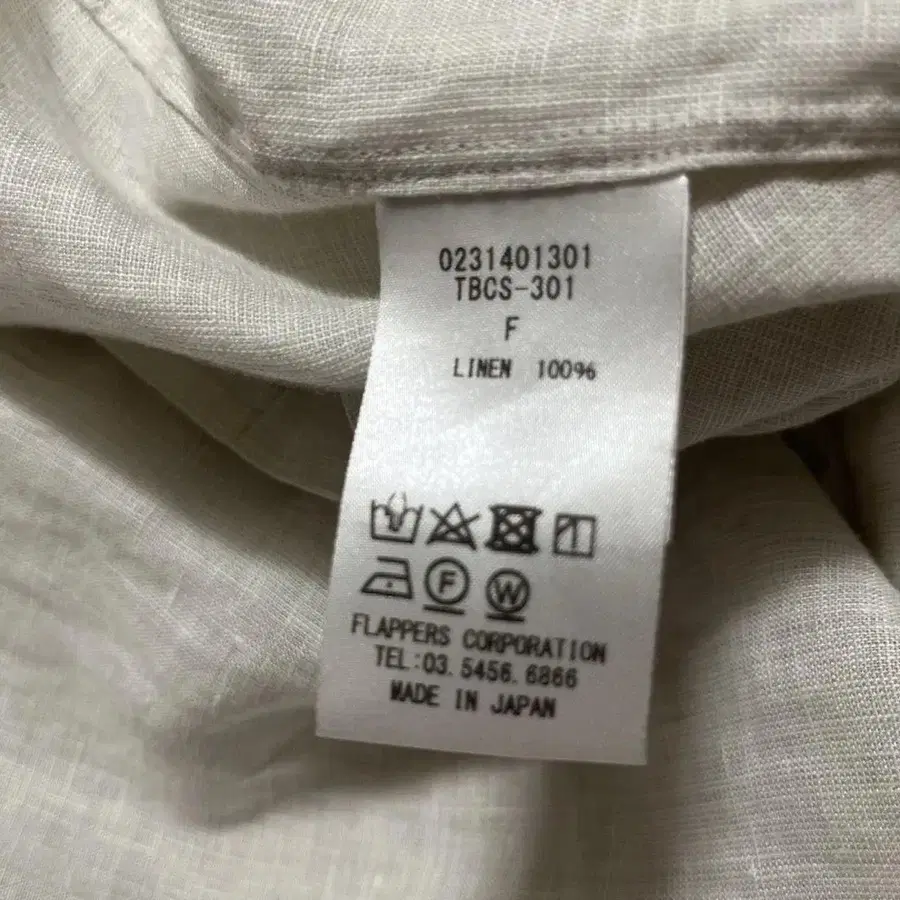 0231401301
TBCS-301
F
LINEN 100%
F W
FLAPPERS CORPORATION
TEL:03.5456.6866
MADE IN JAPAN